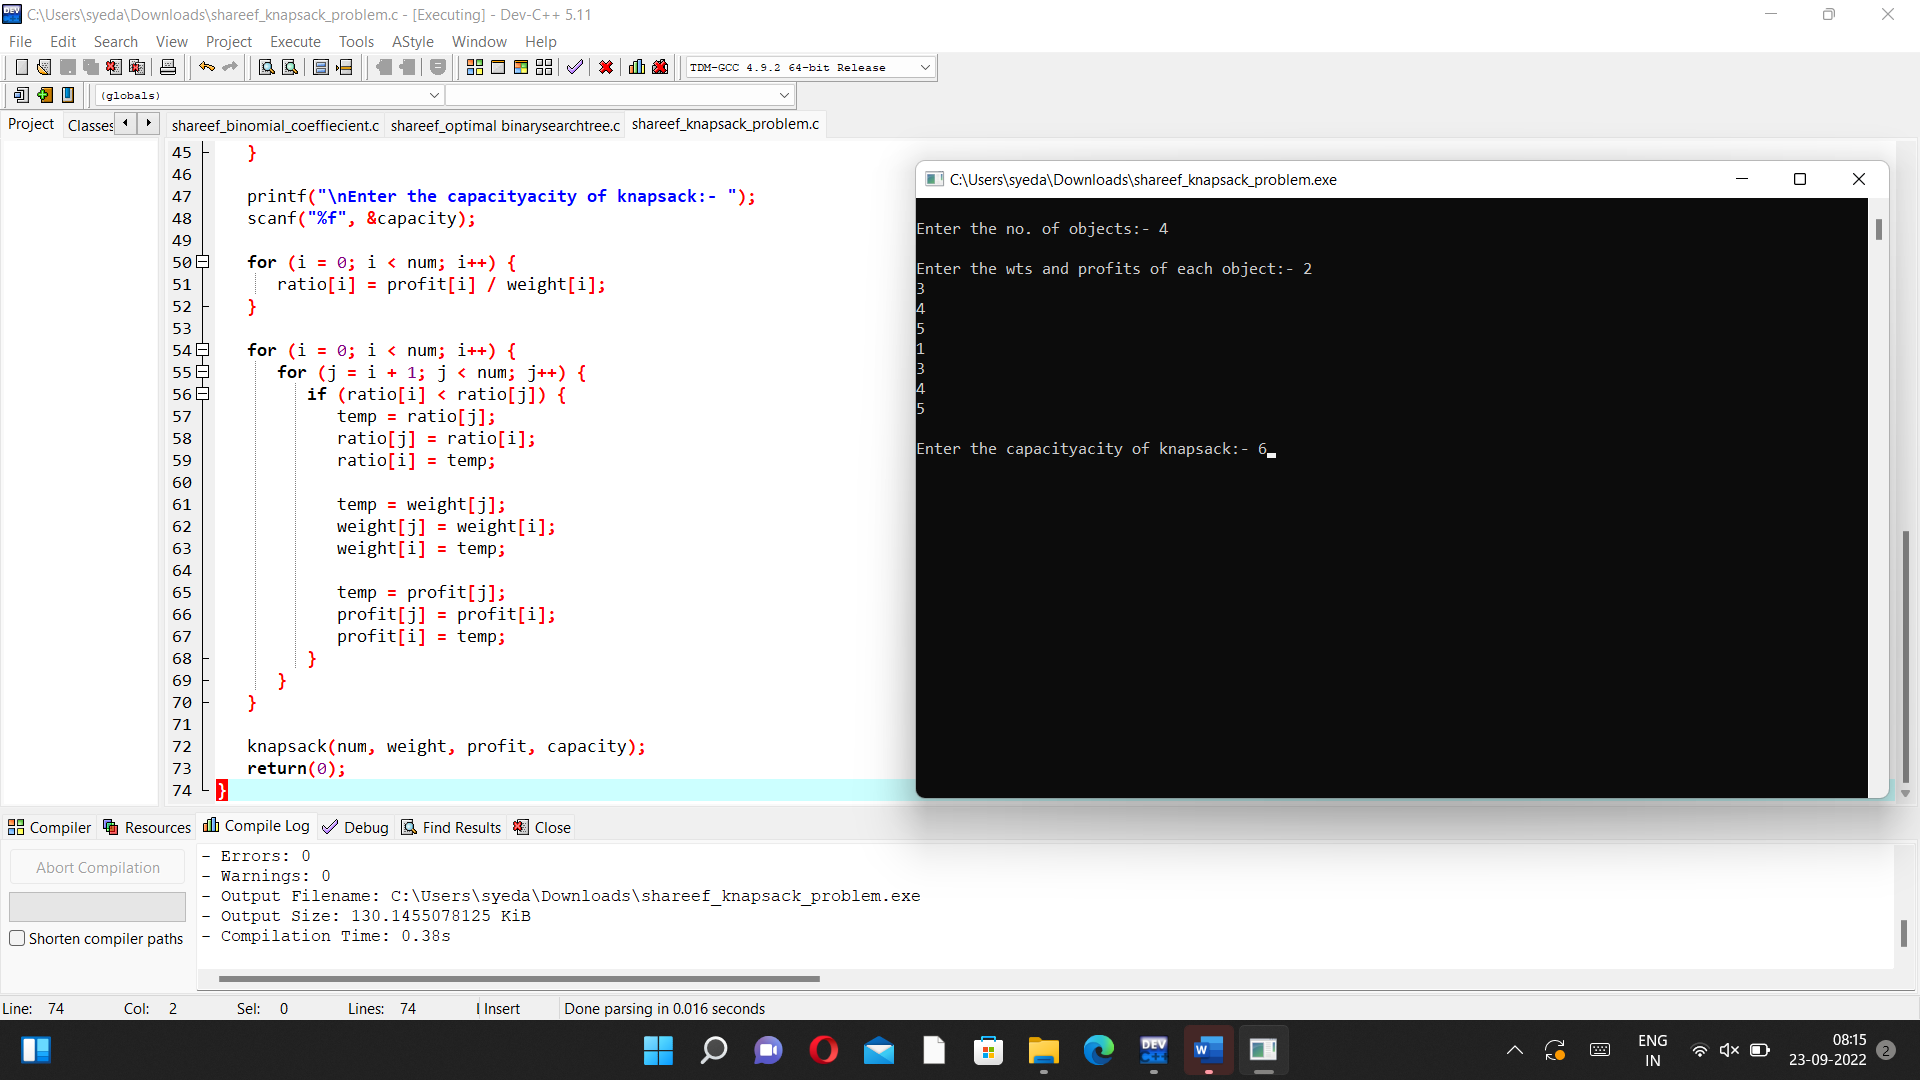 C:\Users\syeda\Downloads\shareef_knapsack_problem.c - [Executing] - Dev-C++ 5.11
File Edit Search View Project Execute Tools AStyle Window Help
TDM-GCC 4.9.2 64-bit Release
(globals)
Project Classes shareef_binomial_coeffiecient.c shareef_optimal binarysearchtree.c shareef_knapsack_problem.c
45 }
46
47 printf("\nEnter the capacityacity of knapsack:- ");
48 scanf("%f", &capacity);
49
50 for (i = 0; i < num; i++) {
51 ratio[i] = profit[i] / weight[i];
52 }
53
54 for (i = 0; i < num; i++) {
55 for (j = i + 1; j < num; j++) {
56 if (ratio[i] < ratio[j]) {
57 temp = ratio[j];
58 ratio[j] = ratio[i];
59 ratio[i] = temp;
60
61 temp = weight[j];
62 weight[j] = weight[i];
63 weight[i] = temp;
64
65 temp = profit[j];
66 profit[j] = profit[i];
67 profit[i] = temp;
68 }
69 }
70 }
71
72 knapsack(num, weight, profit, capacity);
73 return(0);
74 }
C:\Users\syeda\Downloads\shareef_knapsack_problem.exe
Enter the no. of objects:- 4
Enter the wts and profits of each object:- 2
3
4
5
1
3
4
5
Enter the capacityacity of knapsack:- 6
Compiler Resources Compile Log Debug Find Results Close
Abort Compilation
Shorten compiler paths
- Errors: 0
- Warnings: 0
- Output Filename: C:\Users\syeda\Downloads\shareef_knapsack_problem.exe
- Output Size: 130.1455078125 KiB
- Compilation Time: 0.38s
Line: 74 Col: 2 Sel: 0 Lines: 74 Insert Done parsing in 0.016 seconds
DEV C++
W
ENG
IN
08:15
23-09-2022
2